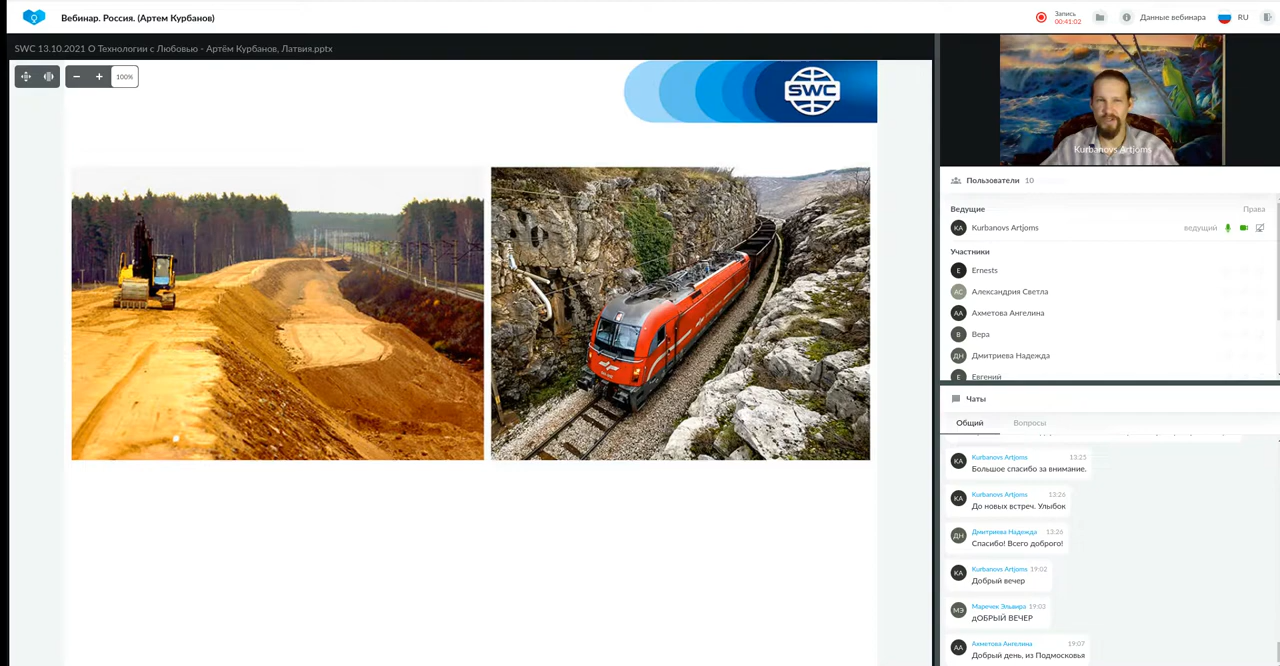 Вебинар. Россия. (Артем Курбанов)
Запись
00:41:02
Данные вебинара
RU
SWC 13.10.2021 О Технологии с Любовью - Артём Курбанов, Латвия.pptx
100%
SWC
Kurbanovs Artjoms
Пользователи 10
Ведущие
Права
KA Kurbanovs Artjoms
ведущий
Участники
E Ernests
АС Александрия Светла
АА Ахметова Ангелина
В Вера
ДН Дмитриева Надежда
Е Евгений
Чаты
Общий
Вопросы
KA Kurbanovs Artjoms 13:25
Большое спасибо за внимание.
KA Kurbanovs Artjoms 13:26
До новых встреч. Улыбок
ДН Дмитриева Надежда 13:26
Спасибо! Всего доброго!
KA Kurbanovs Artjoms 19:02
Добрый вечер
МЭ Маречек Эльвира 19:03
дОБРЫЙ ВЕЧЕР
АА Ахметова Ангелина 19:07
Добрый день, из Подмосковья